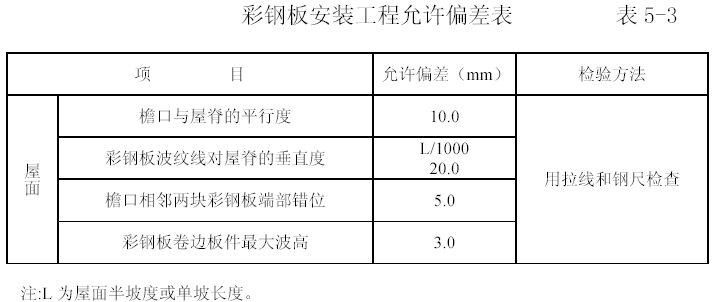 彩钢板安装工程允许偏差表 表 5-3
项 目 允许偏差（mm） 检验方法
屋面
檐口与屋脊的平行度 10.0
彩钢板波纹线对屋脊的垂直度 L/1000
20.0
檐口相邻两块彩钢板端部错位 5.0
彩钢板卷边板件最大波高 3.0
用拉线和钢尺检查
注:L 为屋面半坡度或单坡长度。